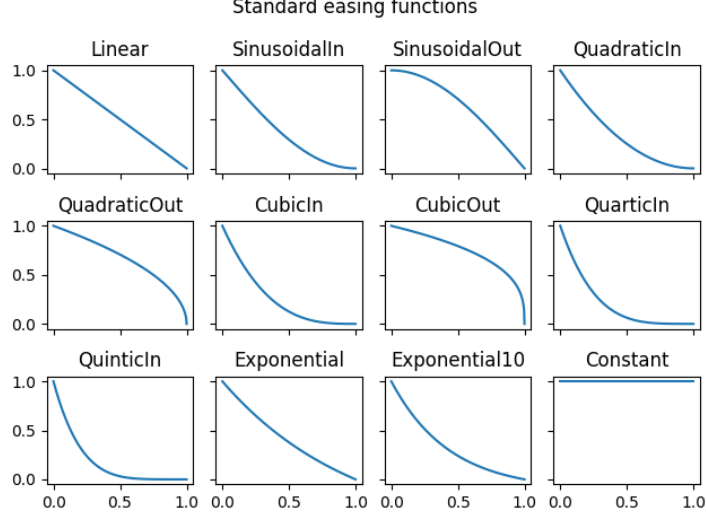 Standard easing functions
Linear SinusoidalIn SinusoidalOut QuadraticIn
1.0
0.5
0.0
QuadraticOut CubicIn CubicOut QuarticIn
1.0
0.5
0.0
QuinticIn Exponential Exponential10 Constant
1.0
0.5
0.0
0.0 0.5 1.0 0.0 0.5 1.0 0.0 0.5 1.0 0.0 0.5 1.0